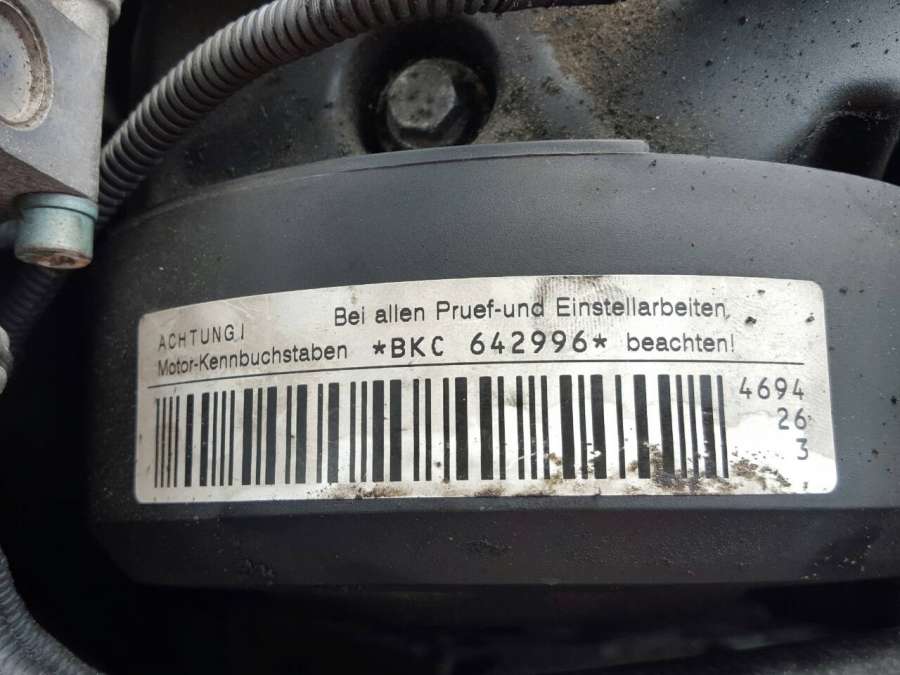 ACHTUNG! Bei allen Pruef-und Einstellarbeiten,
Motor-Kennbuchstaben *BKC 642996* beachten!
4694
26
3